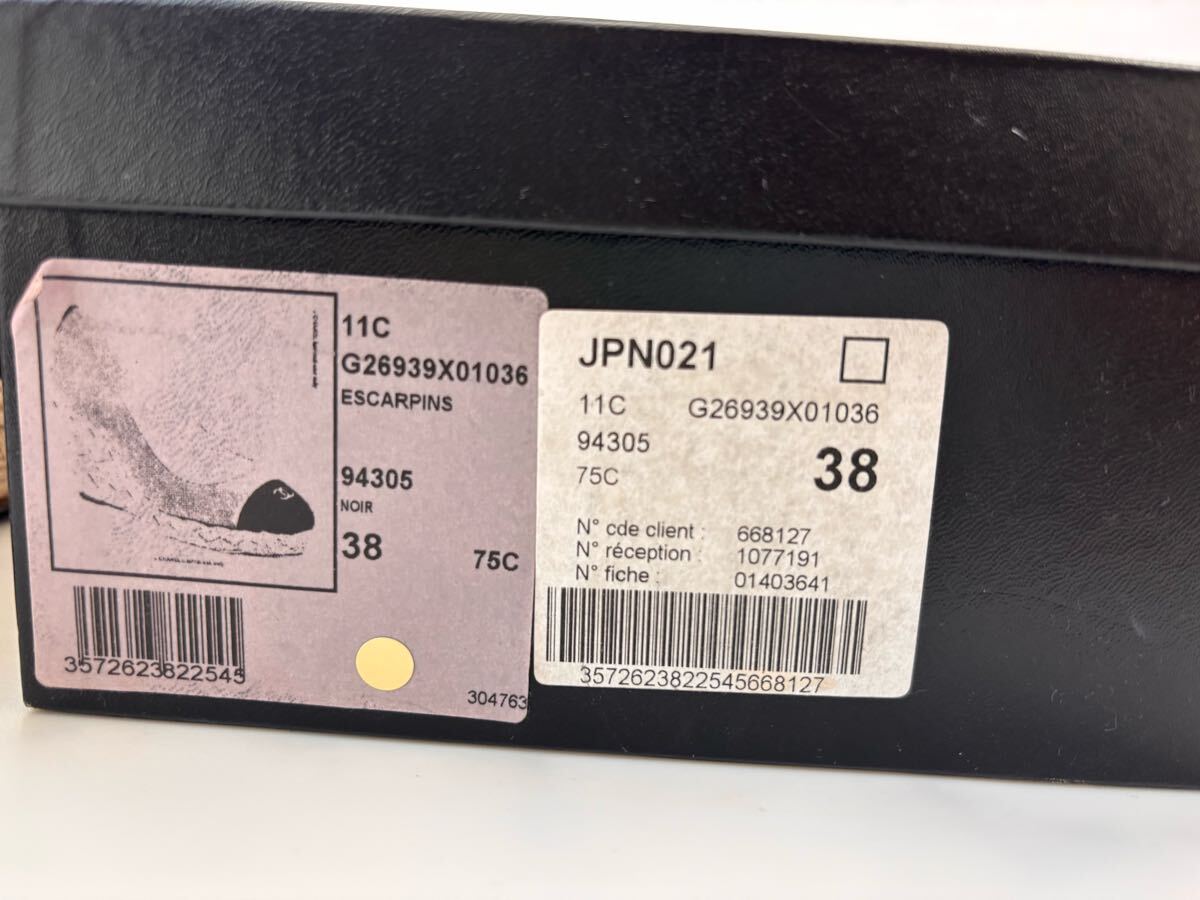 11C
G26939X01036
ESCARPINS
94305
NOIR
38
75C
3572623822545
304763
JPN021
11C G26939X01036
94305
38
75C
N° cde client : 668127
N° réception : 1077191
N° fiche : 01403641
3572623822545668127